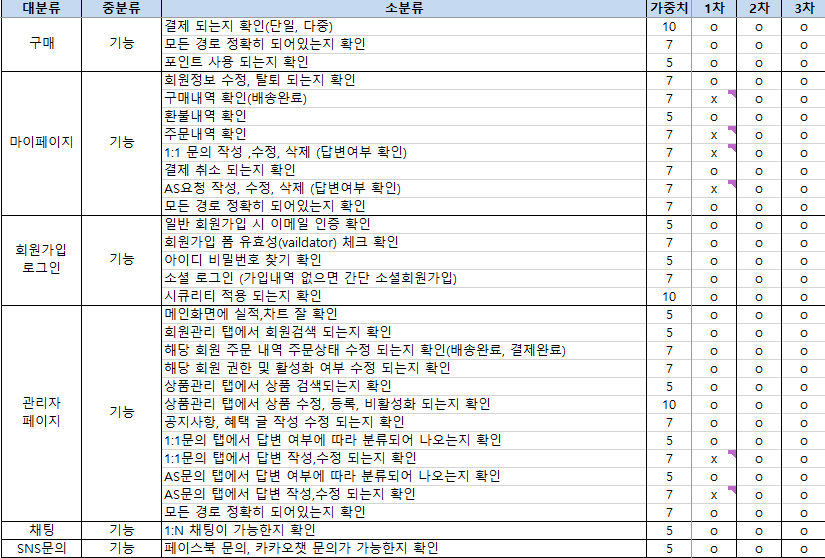 대분류 중분류 소분류 가중치 1차 2차 3차
구매 기능 결제 되는지 확인(단일, 다중) 10 o o o
모든 경로 정확히 되어있는지 확인 7 o o o
포인트 사용 되는지 확인 5 o o o
마이페이지 기능 회원정보 수정, 탈퇴 되는지 확인 7 o o o
구매내역 확인(배송완료) 7 x o o
환불내역 확인 5 o o o
주문내역 확인 7 x o o
1:1 문의 작성 ,수정, 삭제 (답변여부 확인) 7 x o o
결제 취소 되는지 확인 7 o o o
AS요청 작성, 수정, 삭제 (답변여부 확인) 7 x o o
모든 경로 정확히 되어있는지 확인 7 o o o
회원가입 로그인 기능 일반 회원가입 시 이메일 인증 확인 5 o o o
회원가입 폼 유효성(vaildator) 체크 확인 7 o o o
아이디 비밀번호 찾기 확인 5 o o o
소셜 로그인 (가입내역 없으면 간단 소셜회원가입) 7 o o o
시큐리티 적용 되는지 확인 10 o o o
관리자 페이지 기능 메인화면에 실적,차트 잘 확인 5 o o o
회원관리 탭에서 회원검색 되는지 확인 5 o o o
해당 회원 주문 내역 주문상태 수정 되는지 확인(배송완료, 결제완료) 7 o o o
해당 회원 권한 및 활성화 여부 수정 되는지 확인 7 o o o
상품관리 탭에서 상품 검색되는지 확인 5 o o o
상품관리 탭에서 상품 수정, 등록, 비활성화 되는지 확인 10 o o o
공지사항, 혜택 글 작성 수정 되는지 확인 7 o o o
1:1문의 탭에서 답변 여부에 따라 분류되어 나오는지 확인 5 o o o
1:1문의 탭에서 답변 작성,수정 되는지 확인 7 x o o
AS문의 탭에서 답변 여부에 따라 분류되어 나오는지 확인 5 o o o
AS문의 탭에서 답변 작성,수정 되는지 확인 7 x o o
모든 경로 정확히 되어있는지 확인 7 o o o
채팅 기능 1:N 채팅이 가능한지 확인 5 o o o
SNS문의 기능 페이스북 문의, 카카오챗 문의가 가능한지 확인 5 o o o